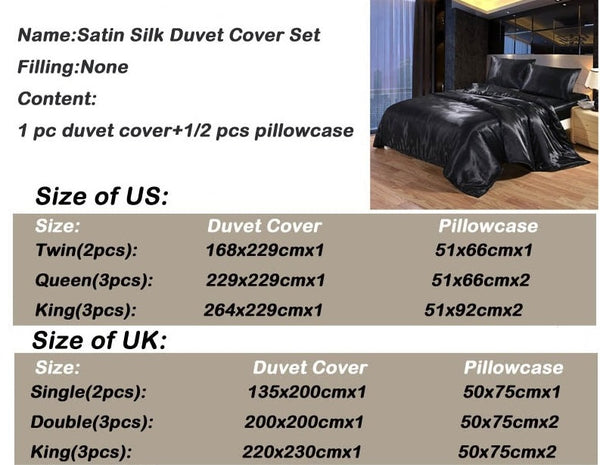 Name:Satin Silk Duvet Cover Set
Filling:None
Content:
1 pc duvet cover+1/2 pcs pillowcase
Size of US:
Size: Duvet Cover Pillowcase
Twin(2pcs): 168x229cmx1 51x66cmx1
Queen(3pcs): 229x229cmx1 51x66cmx2
King(3pcs): 264x229cmx1 51x92cmx2
Size of UK:
Size: Duvet Cover Pillowcase
Single(2pcs): 135x200cmx1 50x75cmx1
Double(3pcs): 200x200cmx1 50x75cmx2
King(3pcs): 220x230cmx1 50x75cmx2